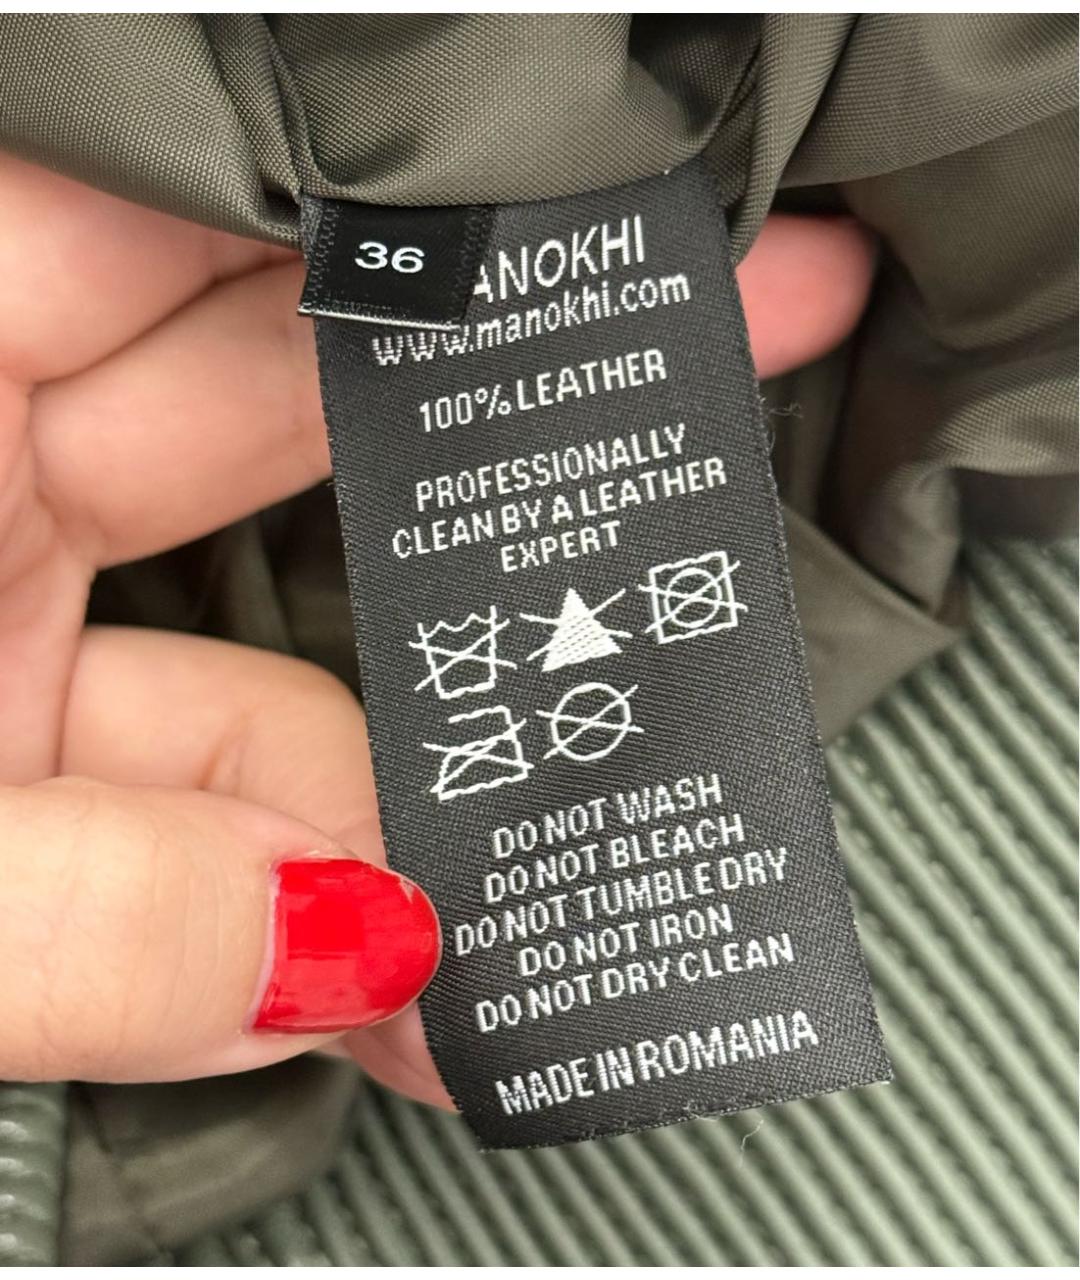 36
ANOKHI
www.manokhi.com
100% LEATHER
PROFESSIONALLY
CLEAN BY A LEATHER
EXPERT
DO NOT WASH
DO NOT BLEACH
DO NOT TUMBLE DRY
DO NOT IRON
DO NOT DRY CLEAN
MADE IN ROMANIA